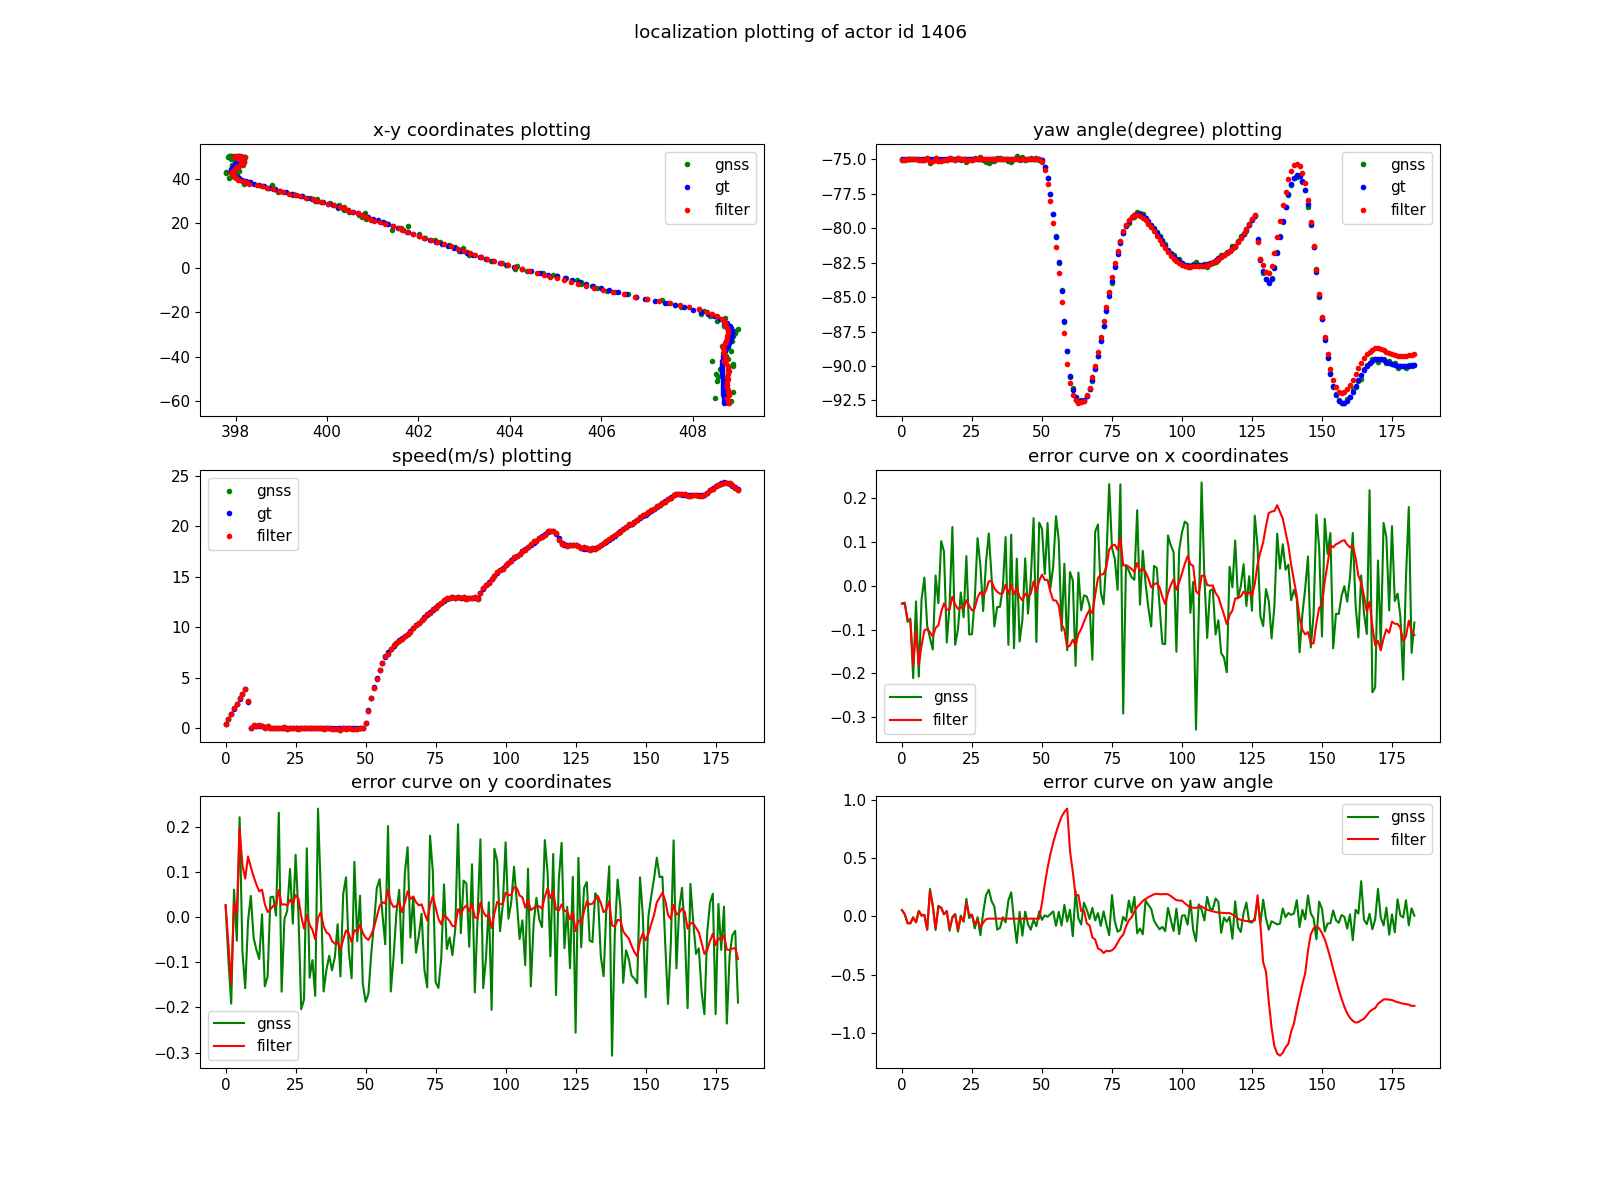 localization plotting of actor id 1406
x-y coordinates plotting
40
20
0
−20
−40
−60
398 400 402 404 406 408
gnss
gt
filter
yaw angle(degree) plotting
−75.0
−77.5
−80.0
−82.5
−85.0
−87.5
−90.0
−92.5
0 25 50 75 100 125 150 175
gnss
gt
filter
speed(m/s) plotting
25
20
15
10
5
0
0 25 50 75 100 125 150 175
gnss
gt
filter
error curve on x coordinates
0.2
0.1
0.0
−0.1
−0.2
−0.3
0 25 50 75 100 125 150 175
gnss
filter
error curve on y coordinates
0.2
0.1
0.0
−0.1
−0.2
−0.3
0 25 50 75 100 125 150 175
gnss
filter
error curve on yaw angle
1.0
0.5
0.0
−0.5
−1.0
0 25 50 75 100 125 150 175
gnss
filter